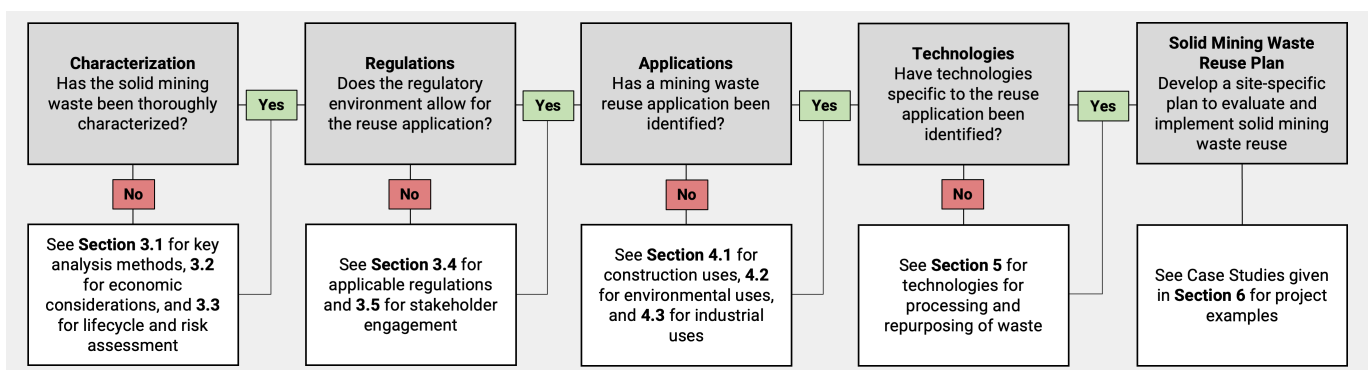 Characterization
Has the solid mining
waste been thoroughly
characterized?
Yes
Regulations
Does the regulatory
environment allow for
the reuse application?
Yes
Applications
Has a mining waste
reuse application been
identified?
Yes
Technologies
Have technologies
specific to the reuse
application been
identified?
Yes
Solid Mining Waste
Reuse Plan
Develop a site-specific
plan to evaluate and
implement solid mining
waste reuse
No
No
No
No
See Section 3.1 for key
analysis methods, 3.2
for economic
considerations, and 3.3
for lifecycle and risk
assessment
See Section 3.4 for
applicable regulations
and 3.5 for stakeholder
engagement
See Section 4.1 for
construction uses, 4.2
for environmental uses,
and 4.3 for industrial
uses
See Section 5 for
technologies for
processing and
repurposing of waste
See Case Studies given
in Section 6 for project
examples